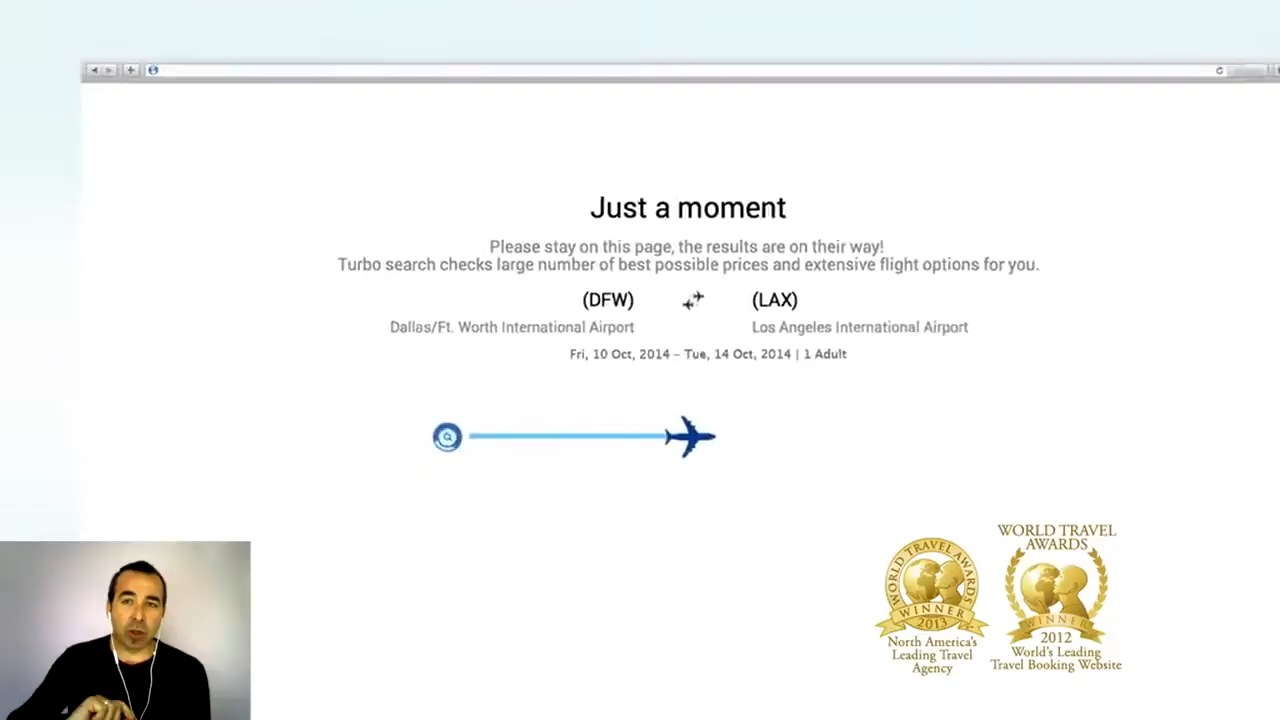 Just a moment
Please stay on this page, the results are on their way!
Turbo search checks large number of best possible prices and extensive flight options for you.
(DFW) (LAX)
Dallas/Ft. Worth International Airport Los Angeles International Airport
Fri, 10 Oct, 2014 – Tue, 14 Oct, 2014 | 1 Adult
WORLD TRAVEL AWARDS
WINNER
2013
North America's
Leading Travel
Agency
WORLD TRAVEL
AWARDS
WINNER
2012
World's Leading
Travel Booking Website